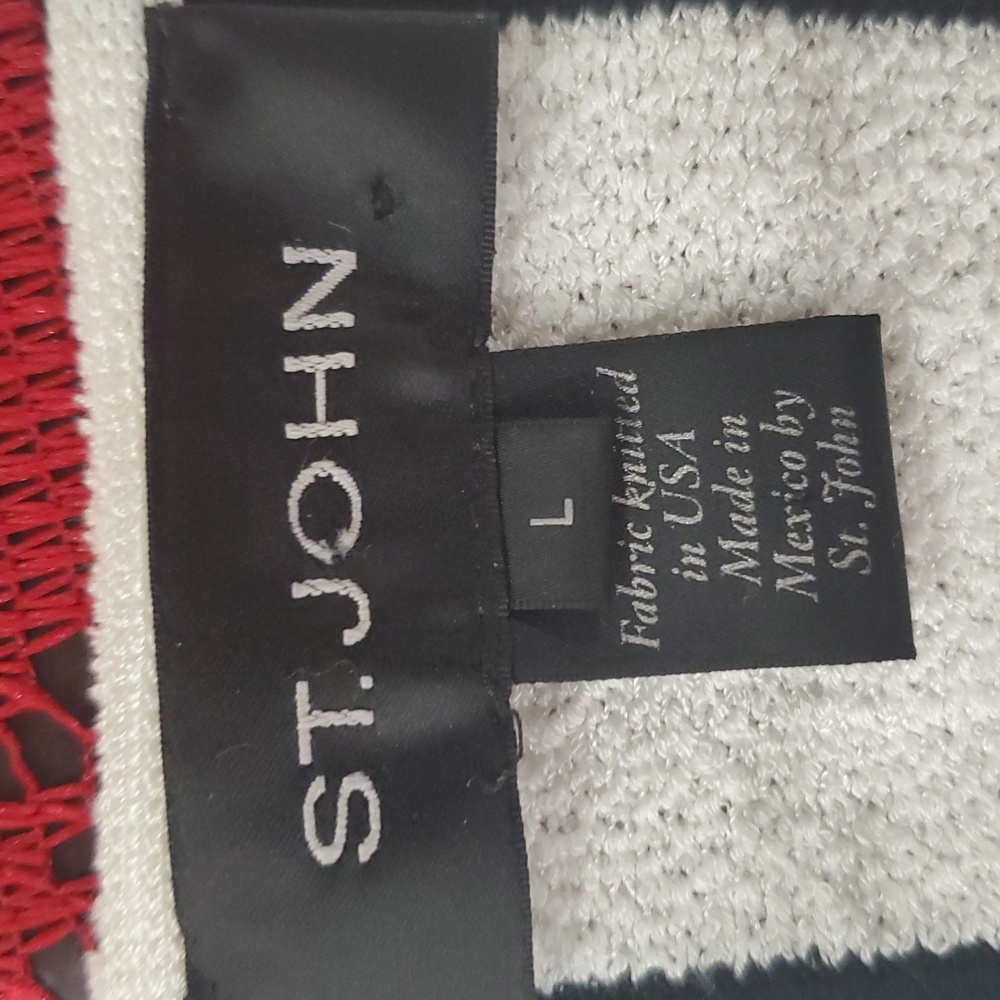 ST. JOHN
L
Fabric knitted
in USA
Made in
Mexico by
St. John